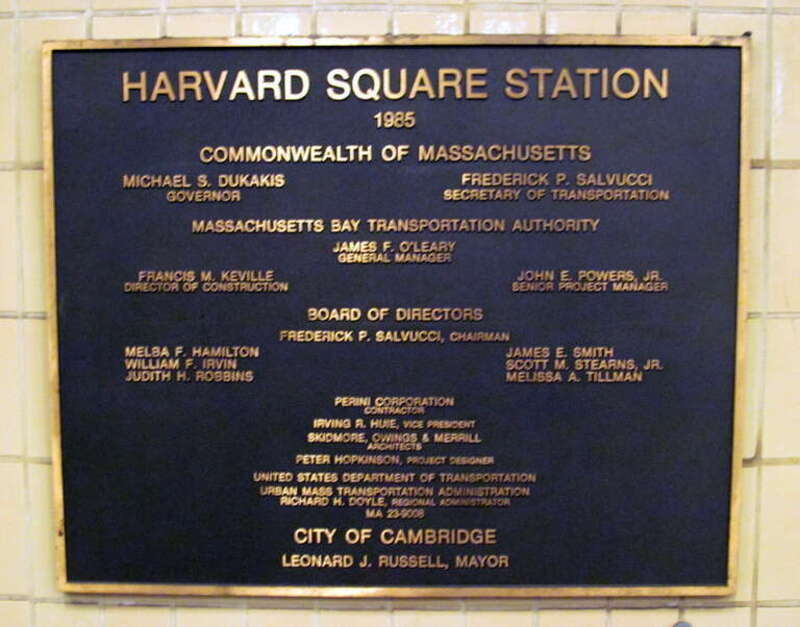 HARVARD SQUARE STATION
1985
COMMONWEALTH OF MASSACHUSETTS
MICHAEL S. DUKAKIS
GOVERNOR
FREDERICK P. SALVUCCI
SECRETARY OF TRANSPORTATION
MASSACHUSETTS BAY TRANSPORTATION AUTHORITY
JAMES F. O'LEARY
GENERAL MANAGER
FRANCIS M. KEVILLE
DIRECTOR OF CONSTRUCTION
JOHN E. POWERS, JR.
SENIOR PROJECT MANAGER
BOARD OF DIRECTORS
FREDERICK P. SALVUCCI, CHAIRMAN
MELBA F. HAMILTON
WILLIAM F. IRVIN
JUDITH H. ROBBINS
JAMES E. SMITH
SCOTT M. STEARNS, JR.
MELISSA A. TILLMAN
PERINI CORPORATION
CONTRACTOR
IRVING R. HUIE, VICE PRESIDENT
SKIDMORE, OWINGS & MERRILL
ARCHITECTS
PETER HOPKINSON, PROJECT DESIGNER
UNITED STATES DEPARTMENT OF TRANSPORTATION
URBAN MASS TRANSPORTATION ADMINISTRATION
RICHARD H. DOYLE, REGIONAL ADMINISTRATOR
MA 23-9008
CITY OF CAMBRIDGE
LEONARD J. RUSSELL, MAYOR